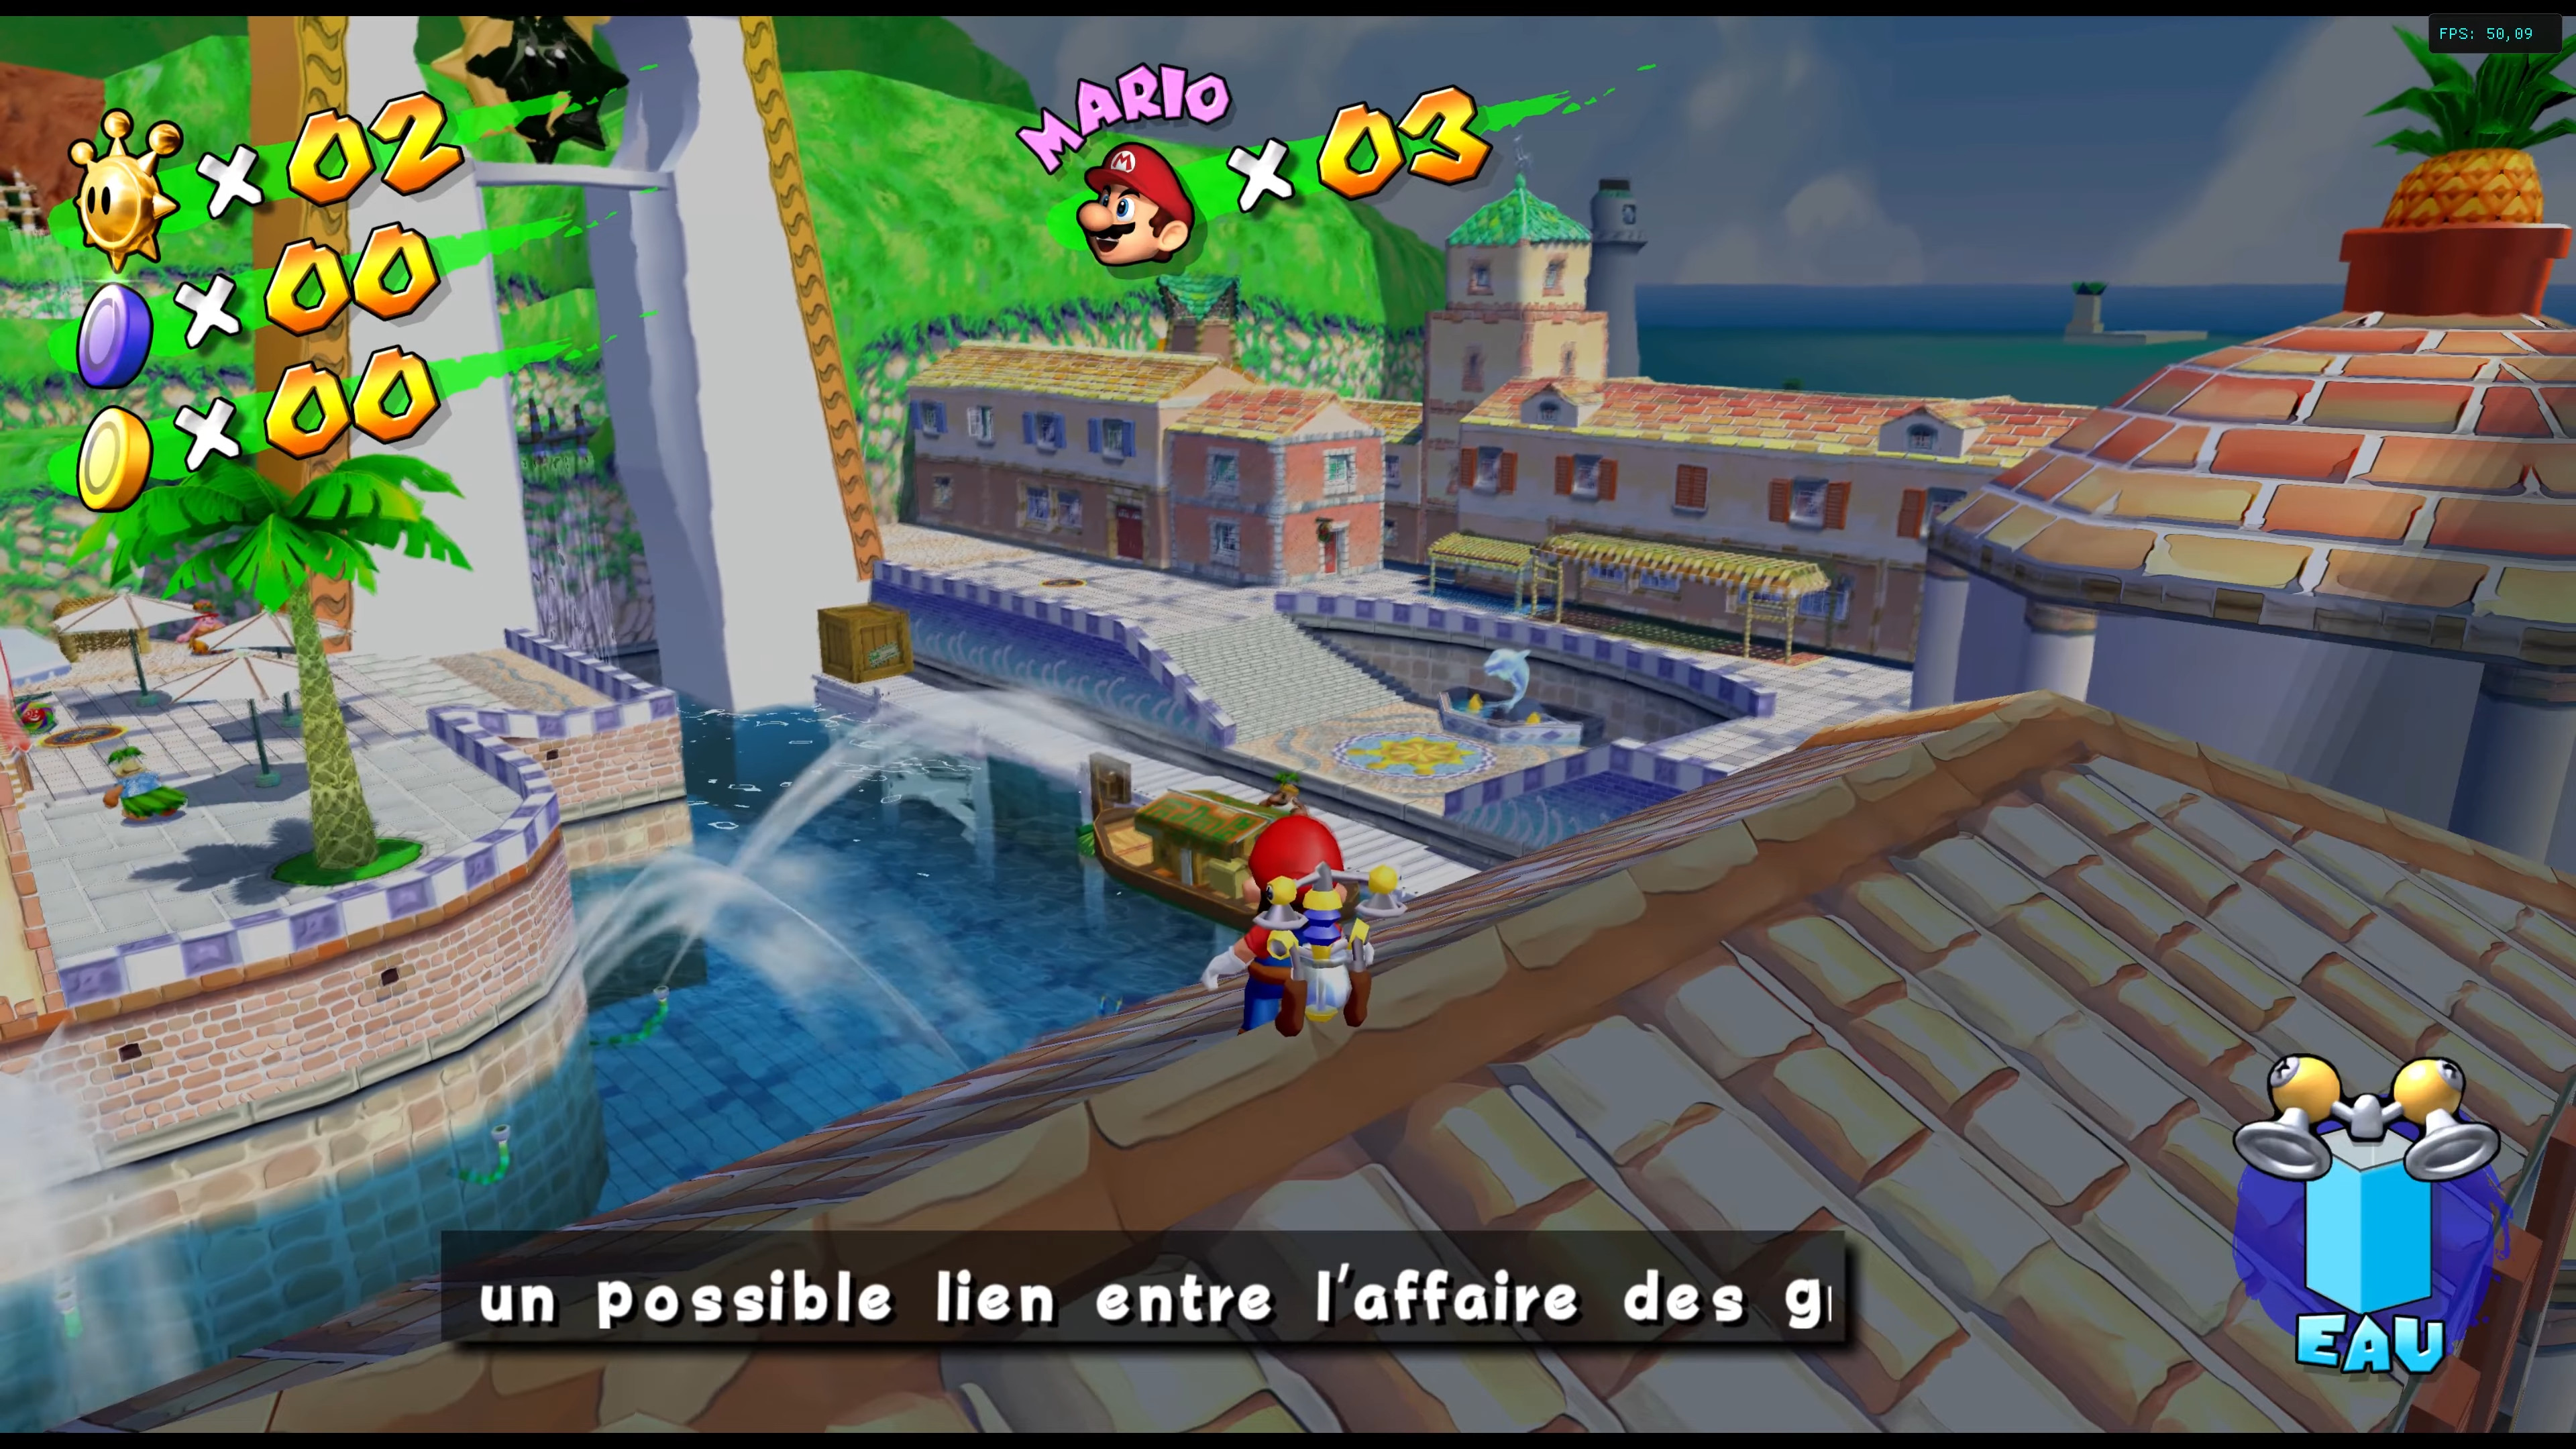 FPS: 50,09
MARIO
× 02
× 03
× 00
× 00
un possible lien entre l'affaire des g
EAU